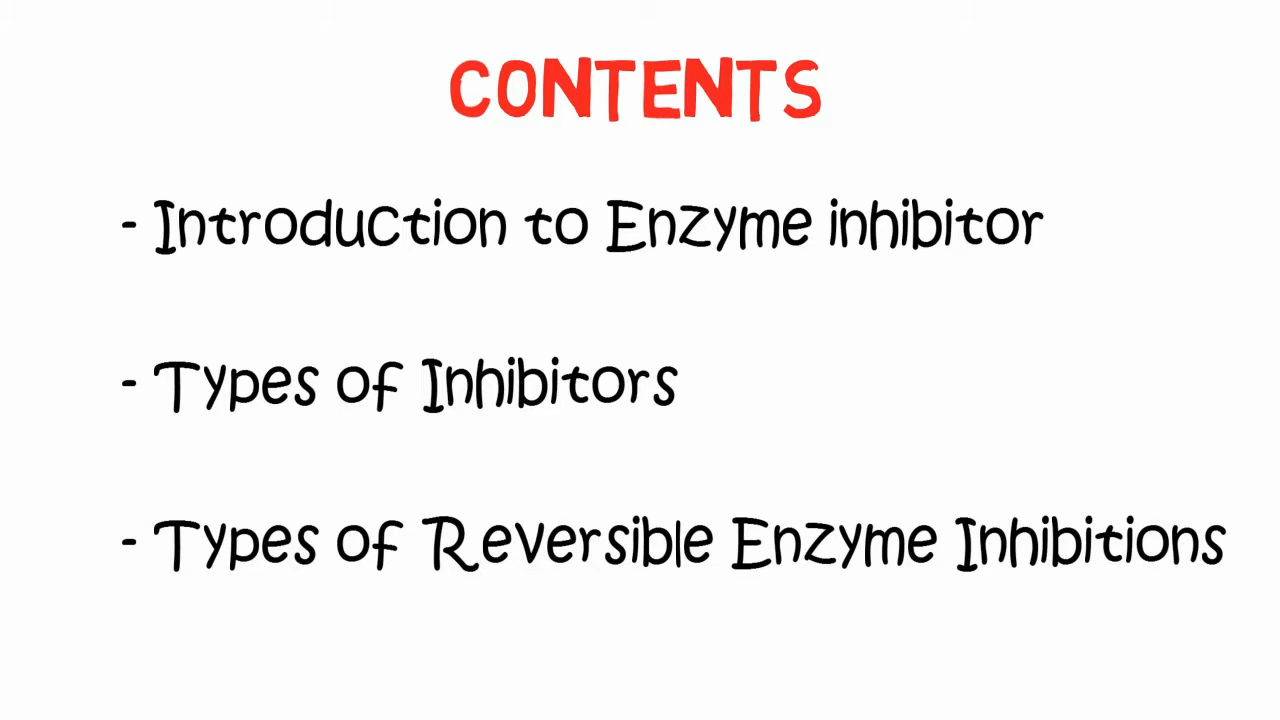 CONTENTS
- Introduction to Enzyme inhibitor
- Types of Inhibitors
- Types of Reversible Enzyme Inhibitions